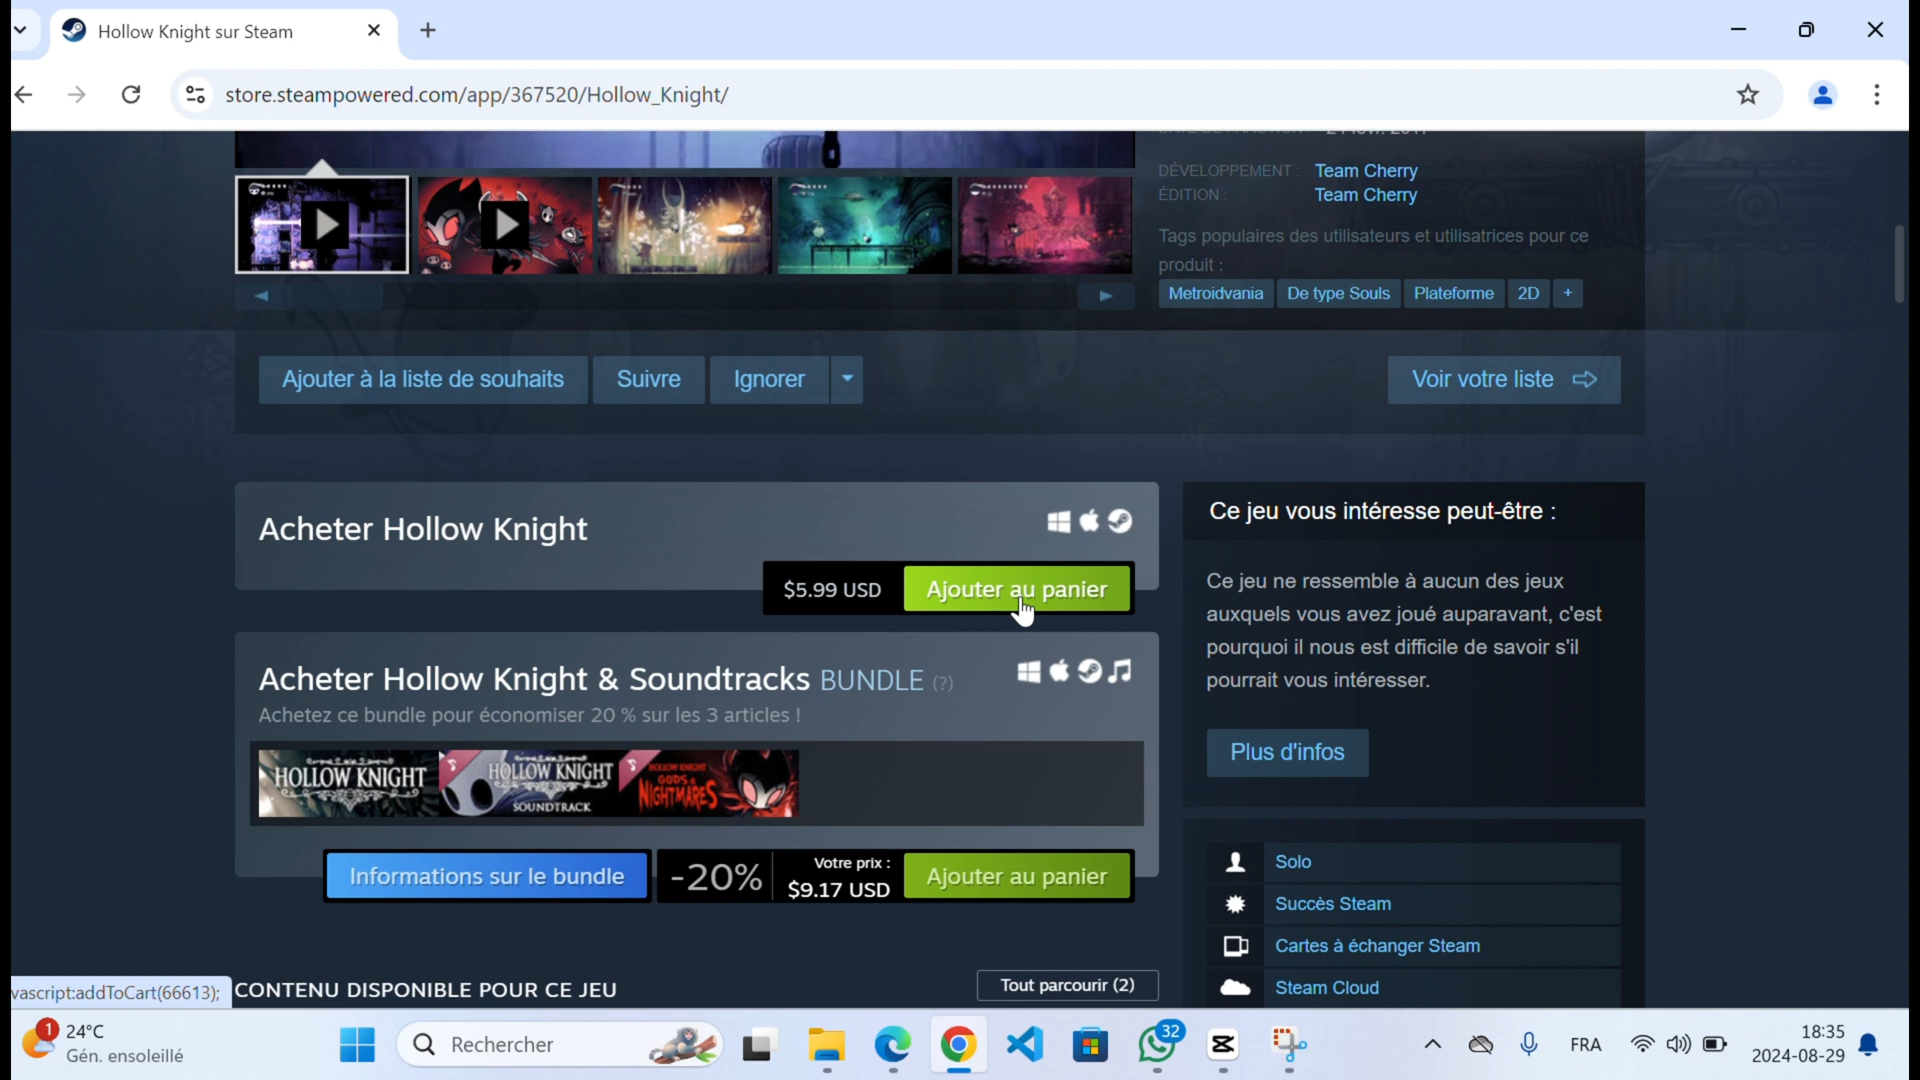 Hollow Knight sur Steam
store.steampowered.com/app/367520/Hollow_Knight/
DÉVELOPPEMENT : Team Cherry
ÉDITION : Team Cherry
Tags populaires des utilisateurs et utilisatrices pour ce
produit :
Metroidvania De type Souls Plateforme 2D +
Ajouter à la liste de souhaits Suivre Ignorer Voir votre liste
Acheter Hollow Knight
$5.99 USD Ajouter au panier
Acheter Hollow Knight & Soundtracks BUNDLE (?)
Achetez ce bundle pour économiser 20 % sur les 3 articles !
HOLLOW KNIGHT
HOLLOW KNIGHT
SOUNDTRACK
HOLLOW KNIGHT
GODS &
NIGHTMARES
Informations sur le bundle -20% Votre prix :
$9.17 USD Ajouter au panier
Ce jeu vous intéresse peut-être :
Ce jeu ne ressemble à aucun des jeux
auxquels vous avez joué auparavant, c'est
pourquoi il nous est difficile de savoir s'il
pourrait vous intéresser.
Plus d'infos
Solo
Succès Steam
Cartes à échanger Steam
Steam Cloud
vascript:addToCart(66613);
CONTENU DISPONIBLE POUR CE JEU
Tout parcourir (2)
1
24°C
Gén. ensoleillé
Rechercher
32
FRA
18:35
2024-08-29